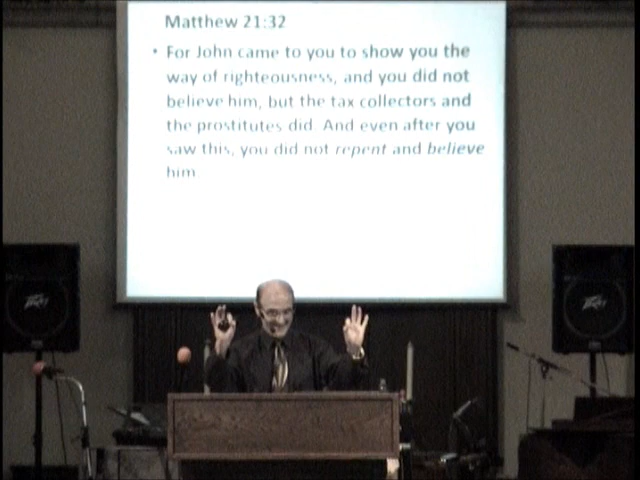 Matthew 21:32
• For John came to you to show you the
way of righteousness, and you did not
believe him, but the tax collectors and
the prostitutes did. And even after you
saw this, you did not repent and believe
him
PEAVEY
PEAVEY